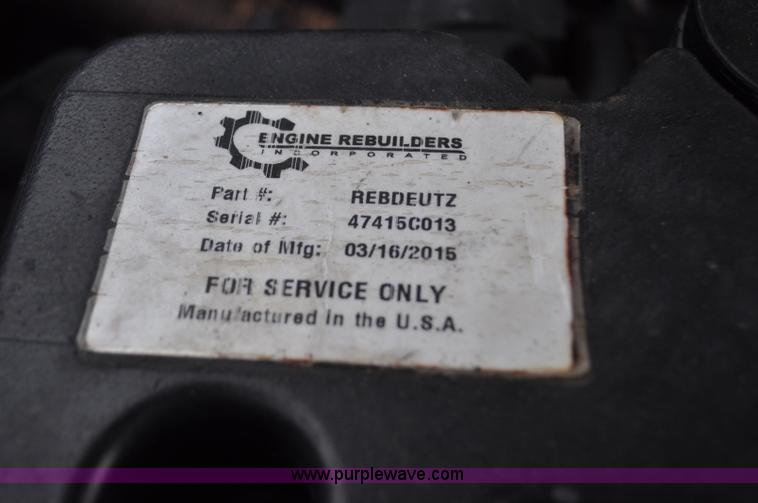 ENGINE REBUILDERS
INCORPORATED
Part #: REBDEUTZ
Serial #: 47415C013
Date of Mfg: 03/16/2015
FOR SERVICE ONLY
Manufactured in the U.S.A.
www.purplewave.com